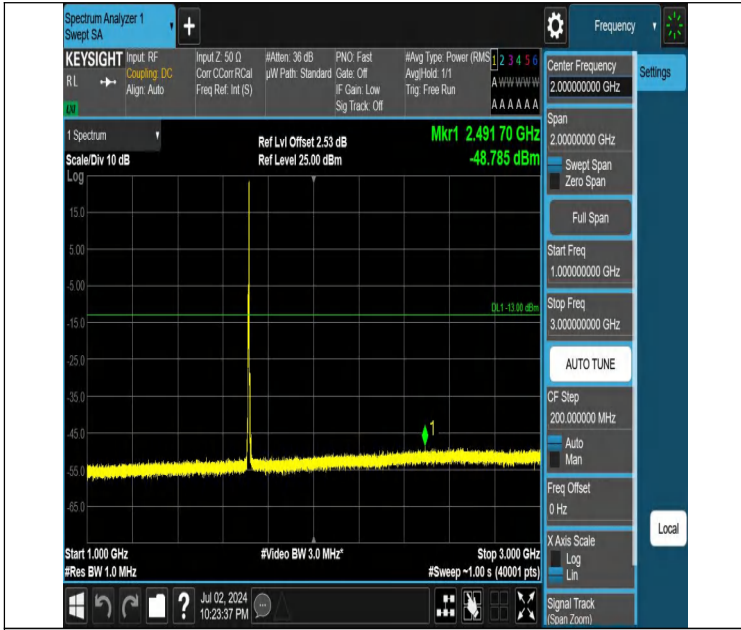 Spectrum Analyzer 1
Swept SA
+
Frequency
KEYSIGHT
RL
Input: RF
Coupling: DC
Align: Auto
Input Z: 50 Ω
Corr CCorr RCal
Freq Ref: Int (S)
#Atten: 36 dB
µW Path: Standard
PNO: Fast
Gate: Off
IF Gain: Low
Sig Track: Off
#Avg Type: Power (RMS
Avg|Hold: 1/1
Trig: Free Run
1 2 3 4 5 6
A W W W W W
A A A A A A
1 Spectrum
Scale/Div 10 dB
Log
Ref Lvl Offset 2.53 dB
Ref Level 25.00 dBm
Mkr1 2.491 70 GHz
-48.785 dBm
15.0
5.00
-5.00
DL1 -13.00 dBm
-15.0
-25.0
-35.0
-45.0
1
-55.0
-65.0
Start 1.000 GHz
#Res BW 1.0 MHz
#Video BW 3.0 MHz*
Stop 3.000 GHz
#Sweep ~1.00 s (40001 pts)
Jul 02, 2024
10:23:37 PM
?
Center Frequency
2.000000000 GHz
Span
2.00000000 GHz
Swept Span
Zero Span
Full Span
Start Freq
1.000000000 GHz
Stop Freq
3.000000000 GHz
AUTO TUNE
CF Step
200.000000 MHz
Auto
Man
Freq Offset
0 Hz
X Axis Scale
Log
Lin
Signal Track
(Span Zoom)
Settings
Local